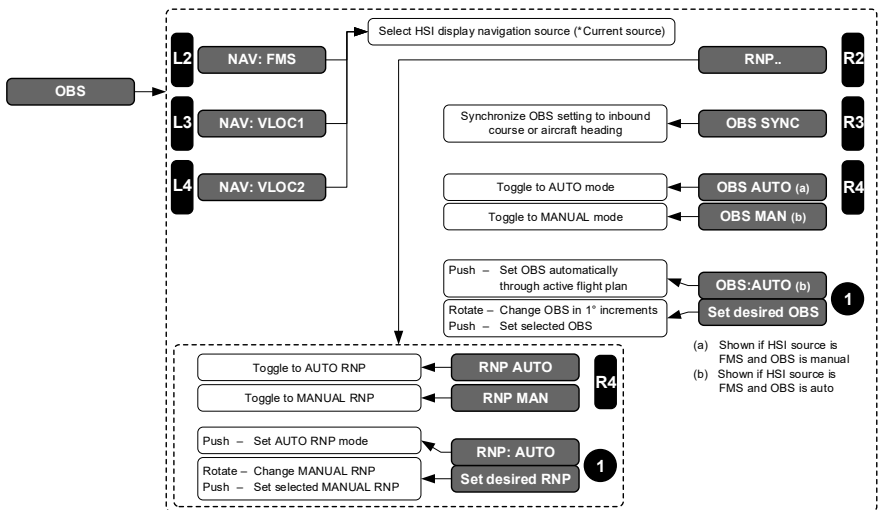 Select HSI display navigation source (*Current source)
L2
NAV: FMS
RNP..
R2
OBS
L3
NAV: VLOC1
Synchronize OBS setting to inbound
course or aircraft heading
OBS SYNC
R3
L4
NAV: VLOC2
Toggle to AUTO mode
OBS AUTO (a)
R4
Toggle to MANUAL mode
OBS MAN (b)
Push – Set OBS automatically
through active flight plan
OBS:AUTO (b)
Rotate – Change OBS in 1° increments
Push – Set selected OBS
Set desired OBS
1
(a) Shown if HSI source is
FMS and OBS is manual
(b) Shown if HSI source is
FMS and OBS is auto
Toggle to AUTO RNP
RNP AUTO
R4
Toggle to MANUAL RNP
RNP MAN
Push – Set AUTO RNP mode
RNP: AUTO
Rotate – Change MANUAL RNP
Push – Set selected MANUAL RNP
Set desired RNP
1